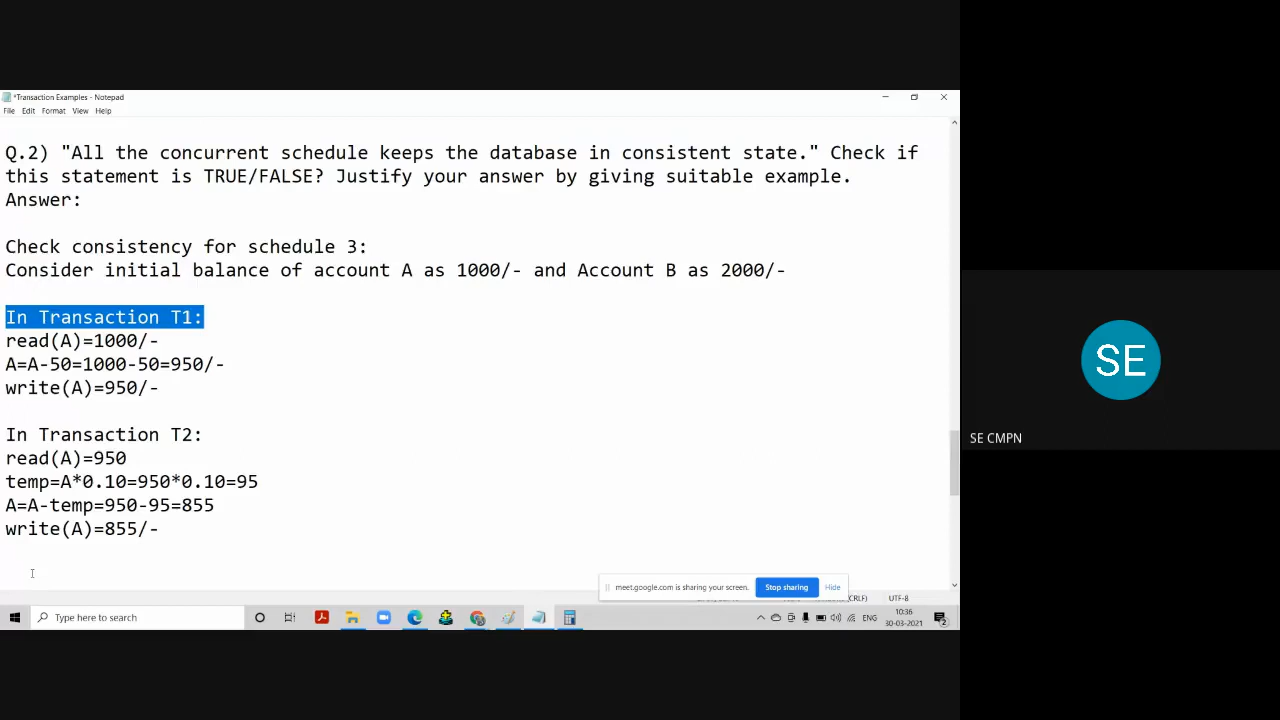 *Transaction Examples - Notepad
File Edit Format View Help
Q.2) "All the concurrent schedule keeps the database in consistent state." Check if
this statement is TRUE/FALSE? Justify your answer by giving suitable example.
Answer:
Check consistency for schedule 3:
Consider initial balance of account A as 1000/- and Account B as 2000/-
In Transaction T1:
read(A)=1000/-
A=A-50=1000-50=950/-
write(A)=950/-
In Transaction T2:
read(A)=950
temp=A*0.10=950*0.10=95
A=A-temp=950-95=855
write(A)=855/-
meet.google.com is sharing your screen. Stop sharing Hide
(CRLF) UTF-8
Type here to search
ENG
10:36
30-03-2021
2
SE
SE CMPN